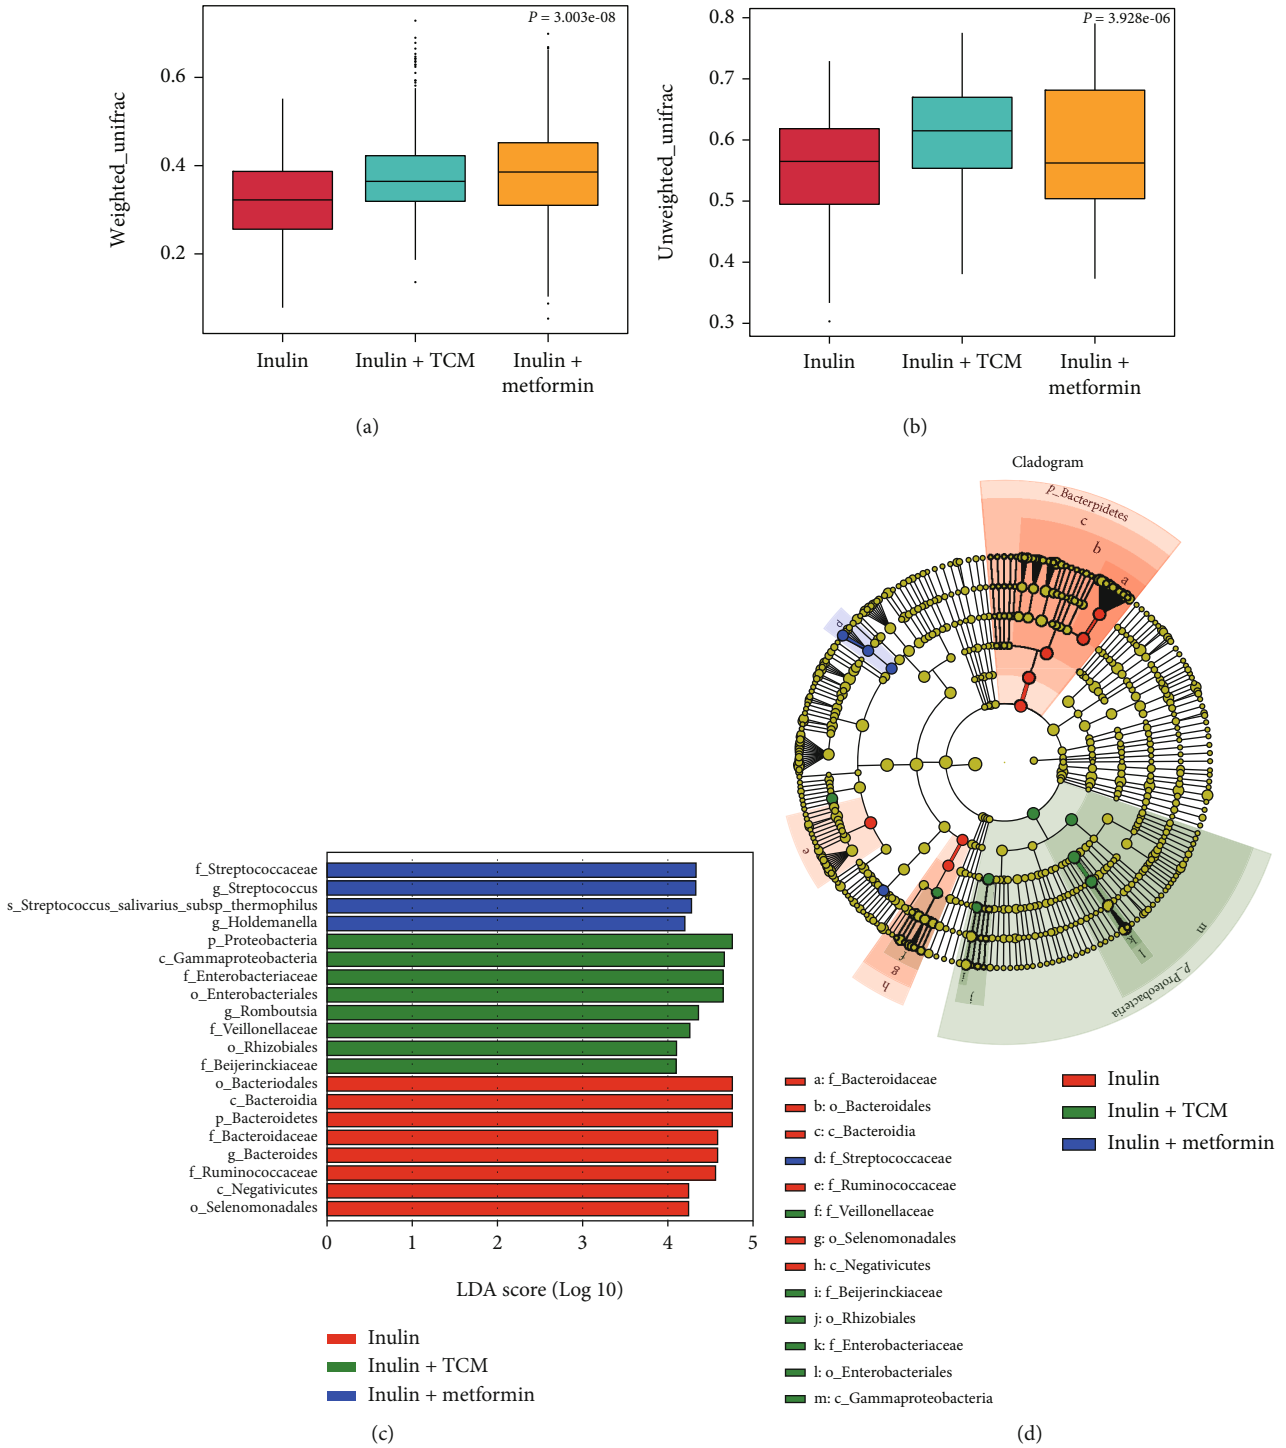 P = 3.003e-08
Weighted_unifrac
0.6
0.4
0.2
Inulin
Inulin + TCM
Inulin +
metformin
(a)
P = 3.928e-06
Unweighted_unifrac
0.8
0.7
0.6
0.5
0.4
0.3
Inulin
Inulin + TCM
Inulin +
metformin
(b)
f_Streptococcaceae
g_Streptococcus
s_Streptococcus_salivarius_subsp_thermophilus
g_Holdemanella
p_Proteobacteria
c_Gammaproteobacteria
f_Enterobacteriaceae
o_Enterobacteriales
g_Romboutsia
f_Veillonellaceae
o_Rhizobiales
f_Beijerinckiaceae
o_Bacteriodales
c_Bacteroidia
p_Bacteroidetes
f_Bacteroidaceae
g_Bacteroides
f_Ruminococcaceae
c_Negativicutes
o_Selenomonadales
0 1 2 3 4 5
LDA score (Log 10)
Inulin
Inulin + TCM
Inulin + metformin
(c)
Cladogram
p_Bacterpidetes
c
b
a
d
e
f
g
h
j
k
l
m
p_Proteobacteria
a: f_Bacteroidaceae
b: o_Bacteroidales
c: c_Bacteroidia
d: f_Streptococcaceae
e: f_Ruminococcaceae
f: f_Veillonellaceae
g: o_Selenomonadales
h: c_Negativicutes
i: f_Beijerinckiaceae
j: o_Rhizobiales
k: f_Enterobacteriaceae
l: o_Enterobacteriales
m: c_Gammaproteobacteria
Inulin
Inulin + TCM
Inulin + metformin
(d)